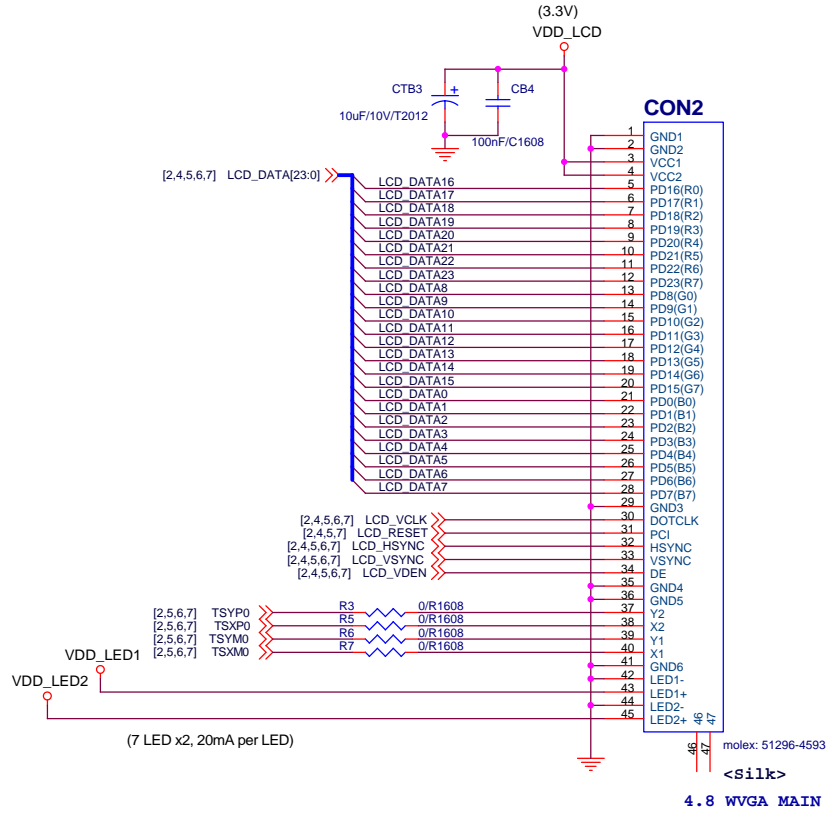 (3.3V)
VDD_LCD
CTB3
+
CB4
10uF/10V/T2012
100nF/C1608
CON2
[2,4,5,6,7] LCD_DATA[23:0]
1 GND1
2 GND2
3 VCC1
4 VCC2
LCD_DATA16 5 PD16(R0)
LCD_DATA17 6 PD17(R1)
LCD_DATA18 7 PD18(R2)
LCD_DATA19 8 PD19(R3)
LCD_DATA20 9 PD20(R4)
LCD_DATA21 10 PD21(R5)
LCD_DATA22 11 PD22(R6)
LCD_DATA23 12 PD23(R7)
LCD_DATA8 13 PD8(G0)
LCD_DATA9 14 PD9(G1)
LCD_DATA10 15 PD10(G2)
LCD_DATA11 16 PD11(G3)
LCD_DATA12 17 PD12(G4)
LCD_DATA13 18 PD13(G5)
LCD_DATA14 19 PD14(G6)
LCD_DATA15 20 PD15(G7)
LCD_DATA0 21 PD0(B0)
LCD_DATA1 22 PD1(B1)
LCD_DATA2 23 PD2(B2)
LCD_DATA3 24 PD3(B3)
LCD_DATA4 25 PD4(B4)
LCD_DATA5 26 PD5(B5)
LCD_DATA6 27 PD6(B6)
LCD_DATA7 28 PD7(B7)
29 GND3
[2,4,5,6,7] LCD_VCLK 30 DOTCLK
[2,4,5,7] LCD_RESET 31 PCI
[2,4,5,6,7] LCD_HSYNC 32 HSYNC
[2,4,5,6,7] LCD_VSYNC 33 VSYNC
[2,4,5,6,7] LCD_VDEN 34 DE
35 GND4
36 GND5
[2,5,6,7] TSYP0 R3 0/R1608 37 Y2
[2,5,6,7] TSXP0 R5 0/R1608 38 X2
[2,5,6,7] TSYM0 R6 0/R1608 39 Y1
[2,5,6,7] TSXM0 R7 0/R1608 40 X1
41 GND6
42 LED1-
VDD_LED1 43 LED1+
44 LED2-
VDD_LED2 45 LED2+
46 47
46 47
(7 LED x2, 20mA per LED)
molex: 51296-4593
<Silk>
4.8 WVGA MAIN